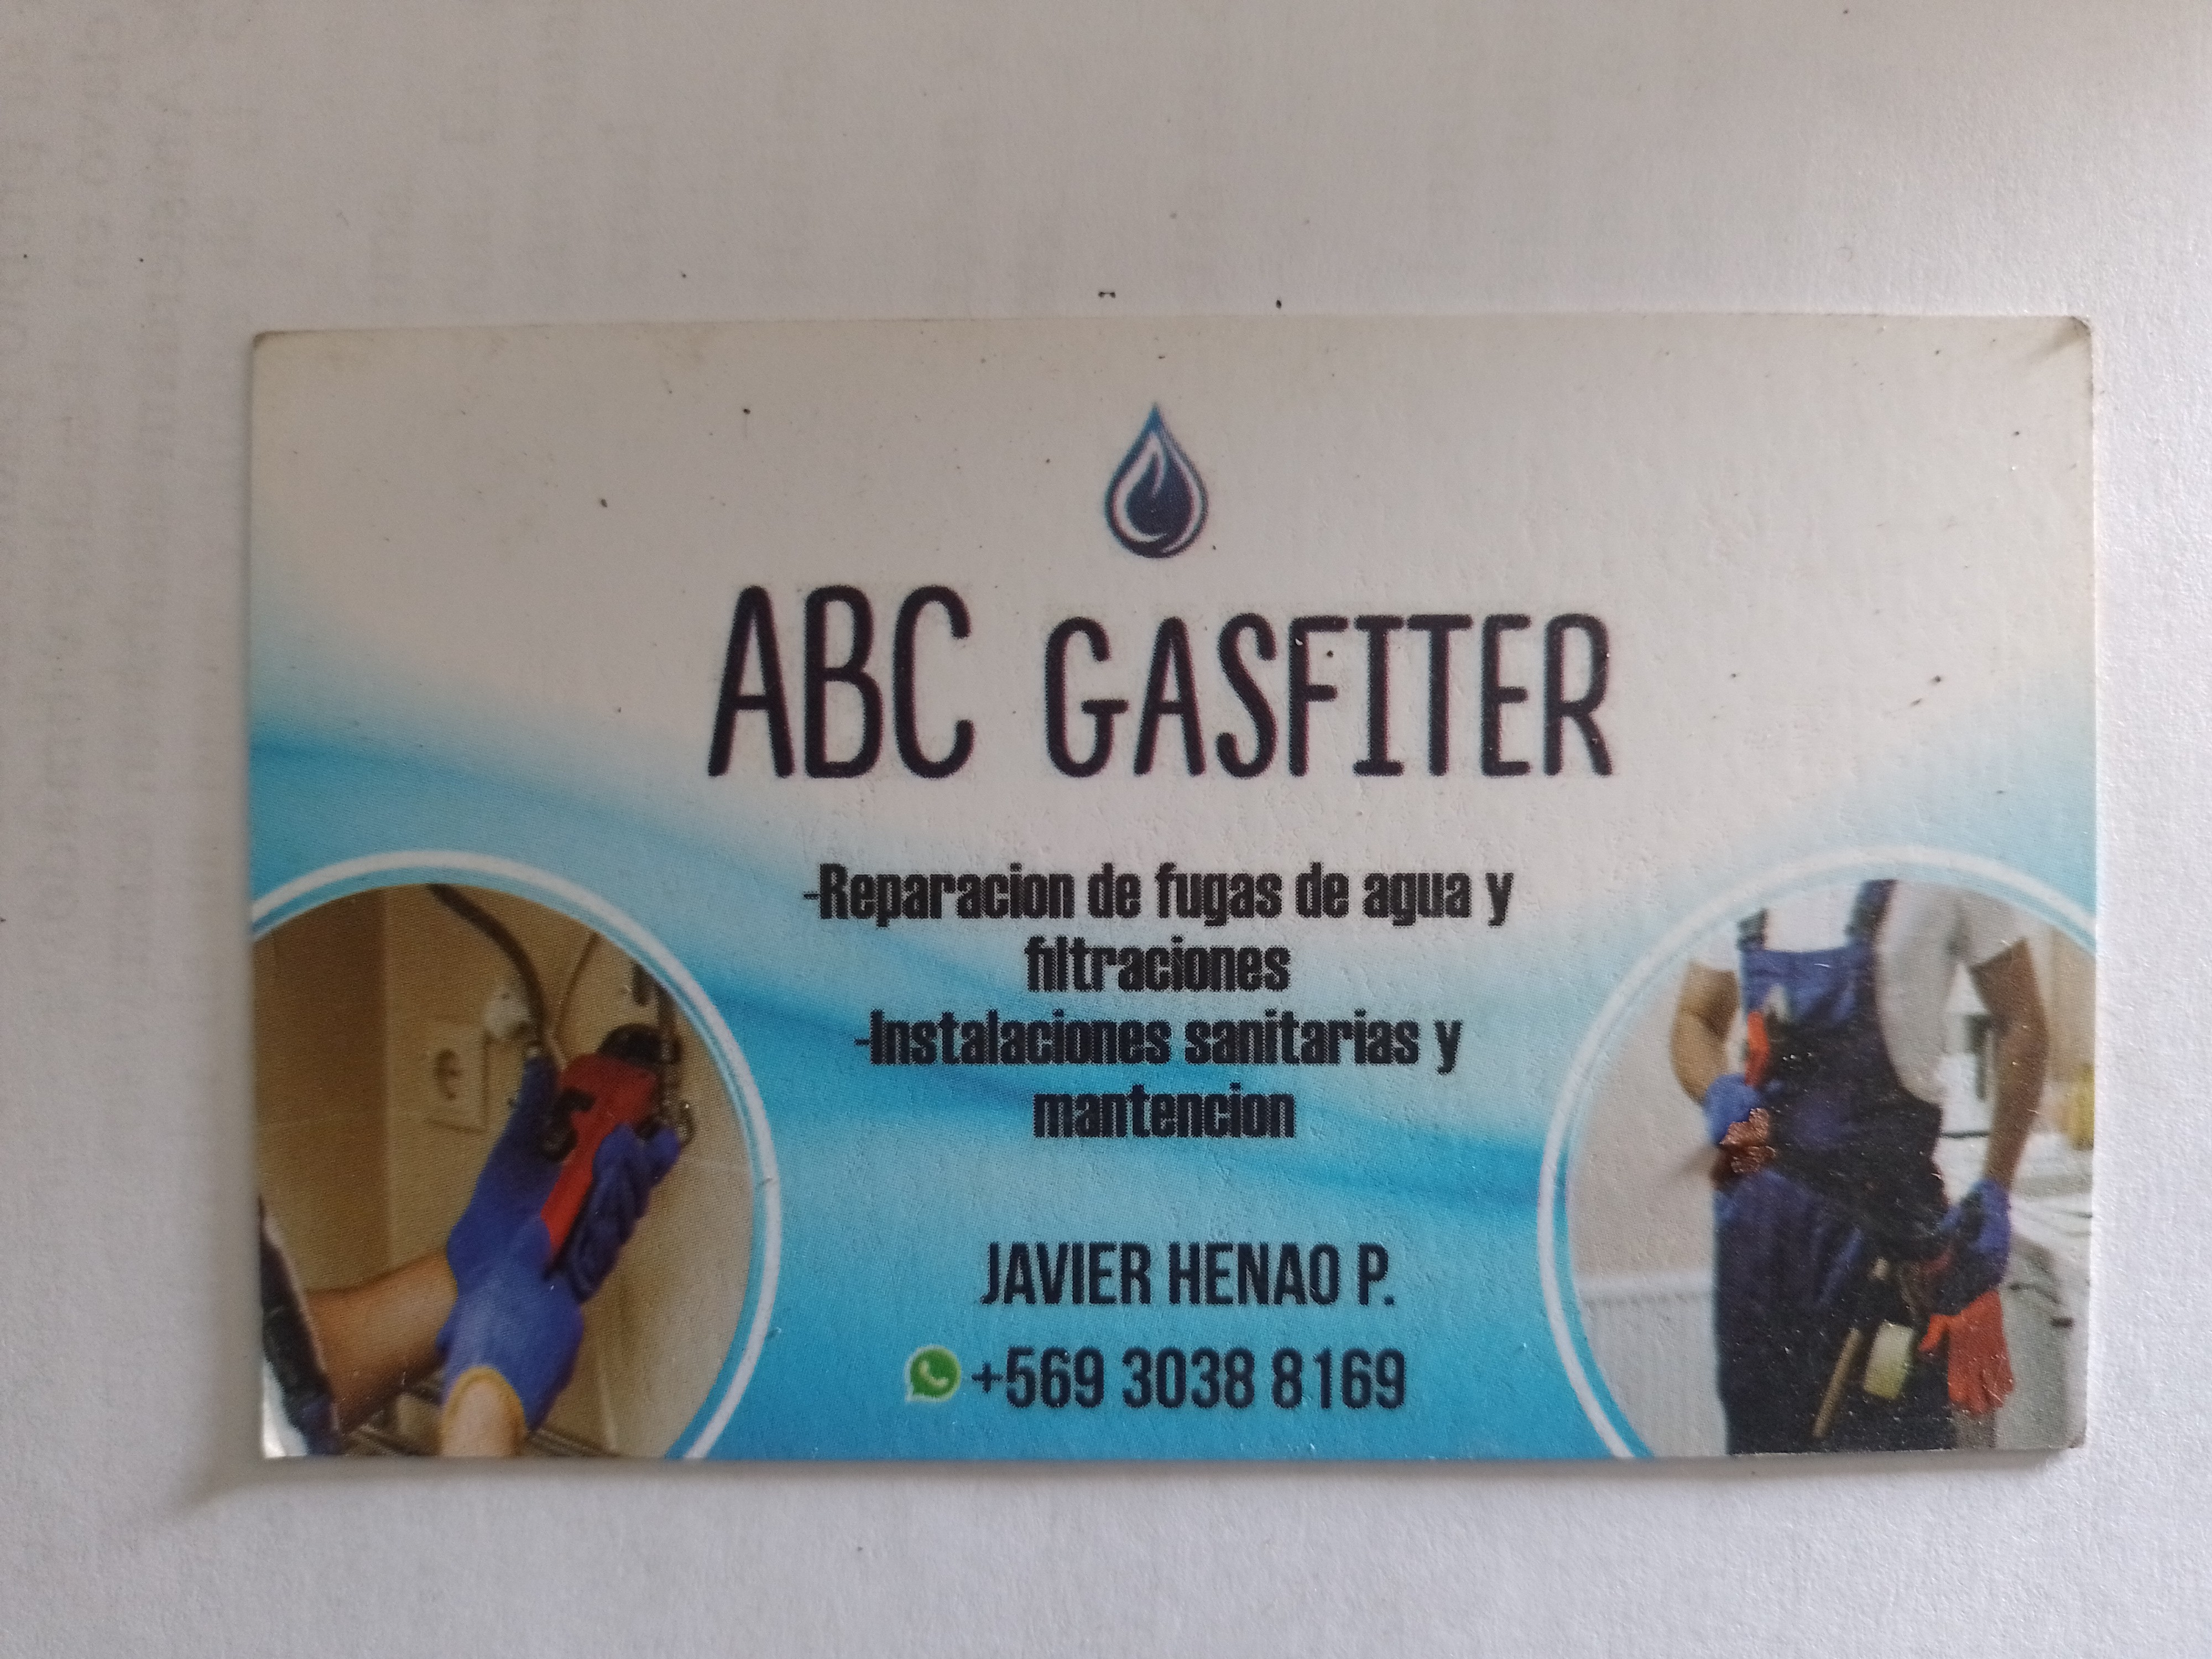 ABC GASFITER
-Reparacion de fugas de agua y
filtraciones
-Instalaciones sanitarias y
mantencion
JAVIER HENAO P.
+569 3038 8169